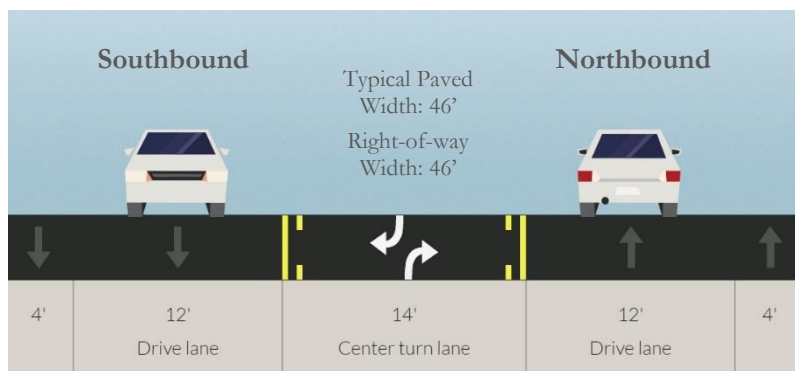 Southbound
Northbound
Typical Paved
Width: 46’
Right-of-way
Width: 46’
4'
12'
14'
12'
4'
Drive lane
Center turn lane
Drive lane